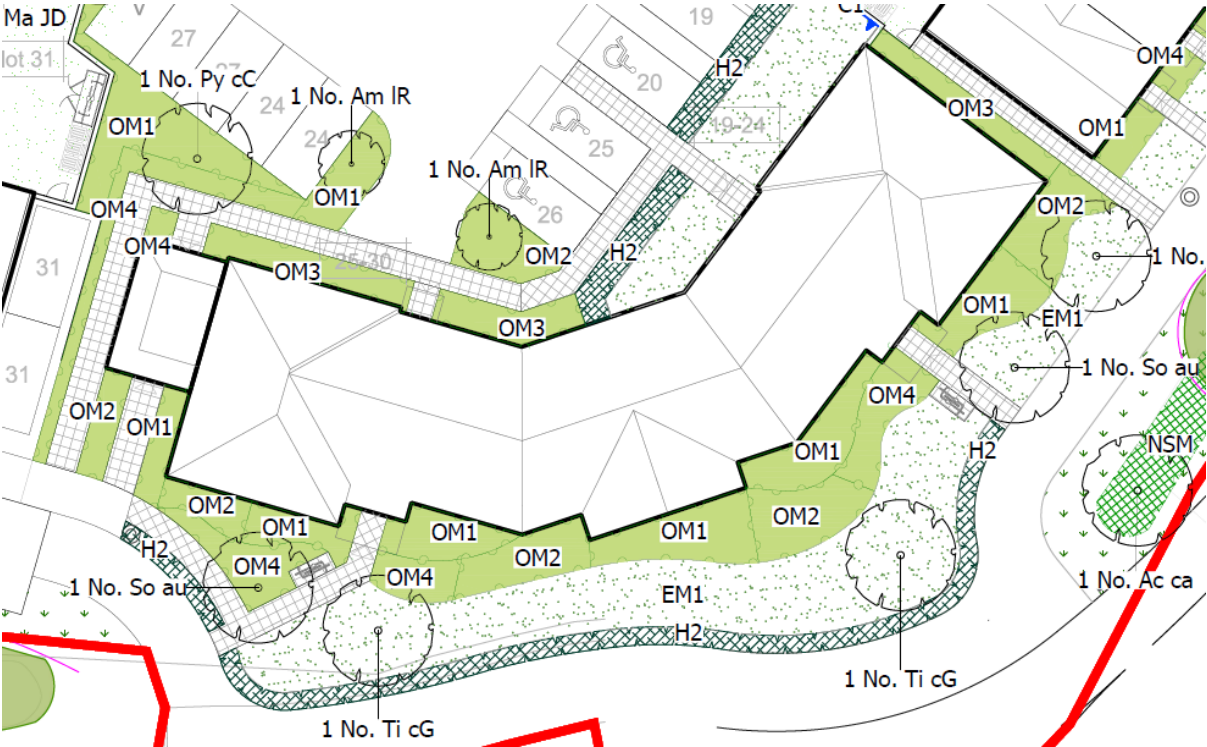 Ma JD
V
C1
19
27
OM4
lot 31
H2
20
27
1 No. Py cC
24
1 No. Am IR
OM3
OM1
19-24
OM1
24
25
1 No. Am IR
OM1
26
OM4
OM2
OM4
H2
OM2
1 No.
31
OM3
25-30
OM1
EM1
OM3
1 No. So au
31
OM4
OM2
OM1
OM1
H2
NSM
OM2
OM1
OM1
OM1
OM2
H2
OM2
OM4
OM4
1 No. So au
1 No. Ac ca
EM1
H2
1 No. Ti cG
1 No. Ti cG